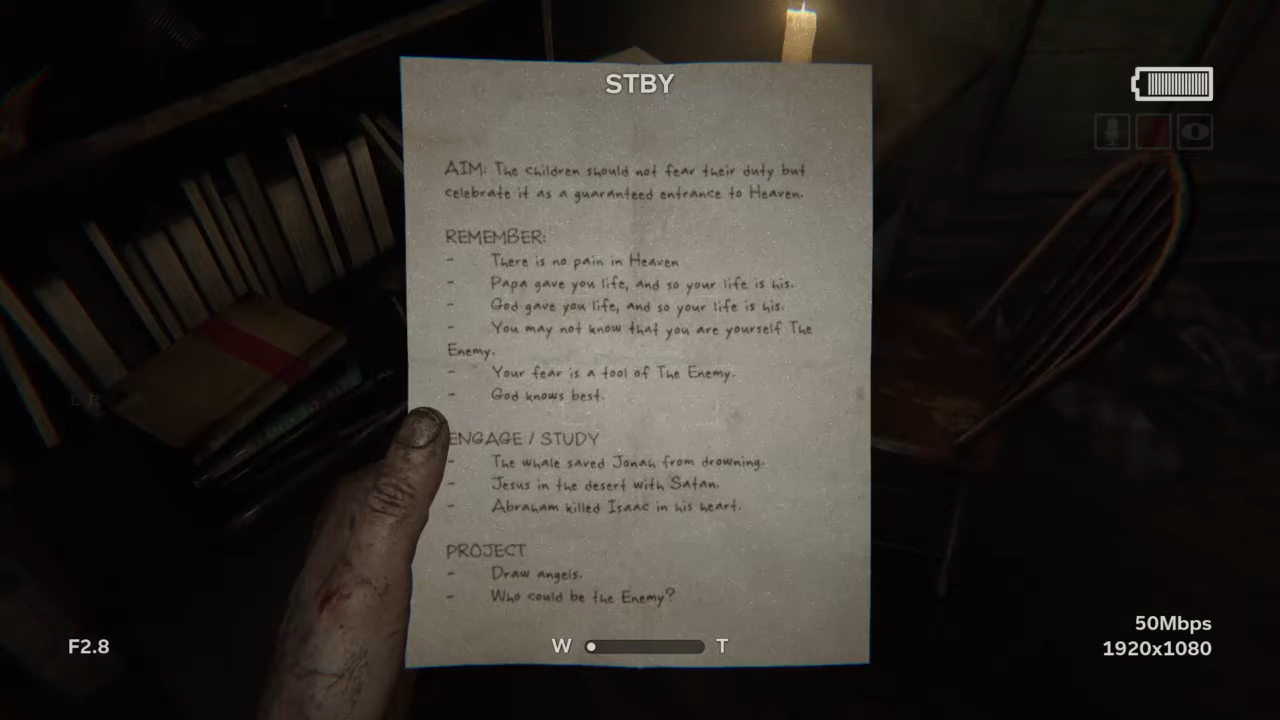 STBY
AIM: The children should not fear their duty but
celebrate it as a guaranteed entrance to Heaven.
REMEMBER:
- There is no pain in Heaven
- Papa gave you life, and so your life is his.
- God gave you life, and so your life is his.
- You may not know that you are yourself The
Enemy.
- Your fear is a tool of The Enemy.
- God knows best.
ENGAGE / STUDY
- The whale saved Jonah from drowning.
- Jesus in the desert with Satan.
- Abraham killed Isaac in his heart.
PROJECT
- Draw angels.
- Who could be the Enemy?
F2.8
W T
50Mbps
1920x1080